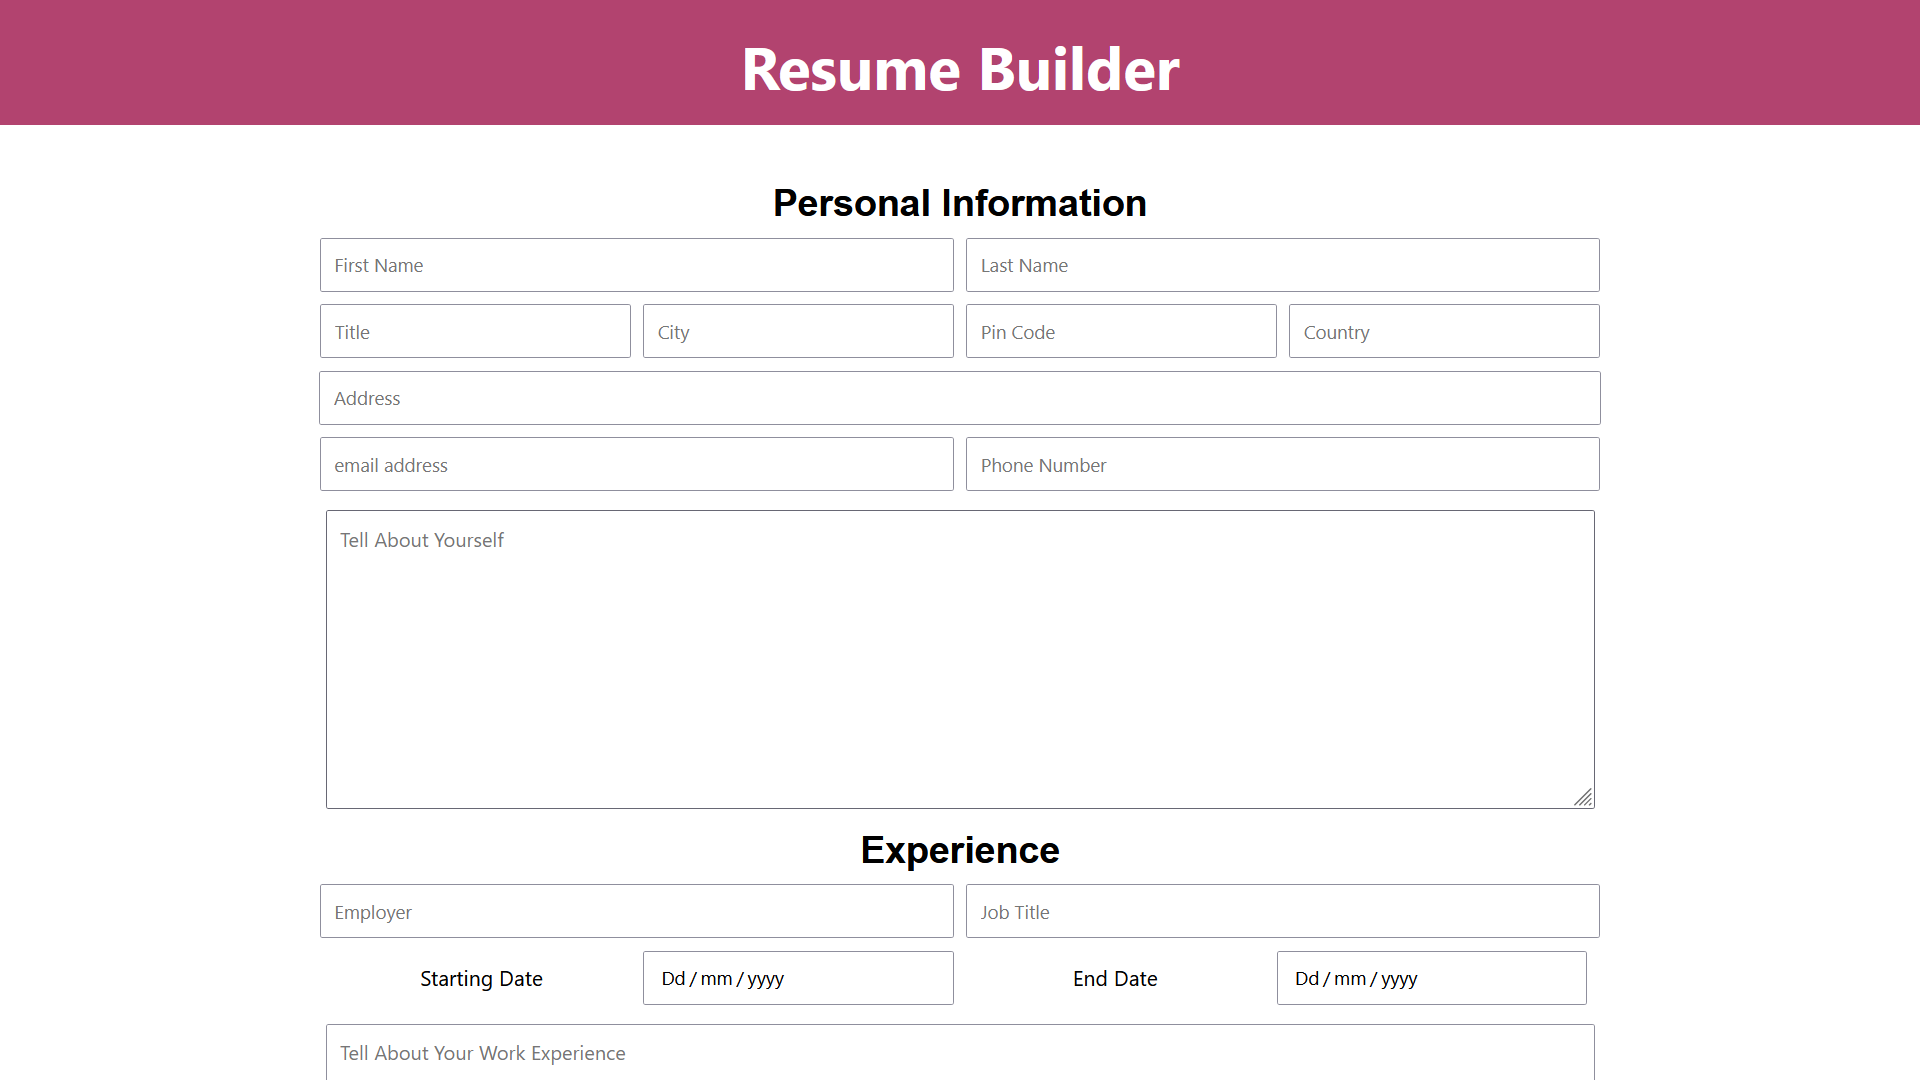 Resume Builder
Personal Information
First Name Last Name
Title City Pin Code Country
Address
email address Phone Number
Tell About Yourself
Experience
Employer Job Title
Starting Date Dd / mm / yyyy End Date Dd / mm / yyyy
Tell About Your Work Experience